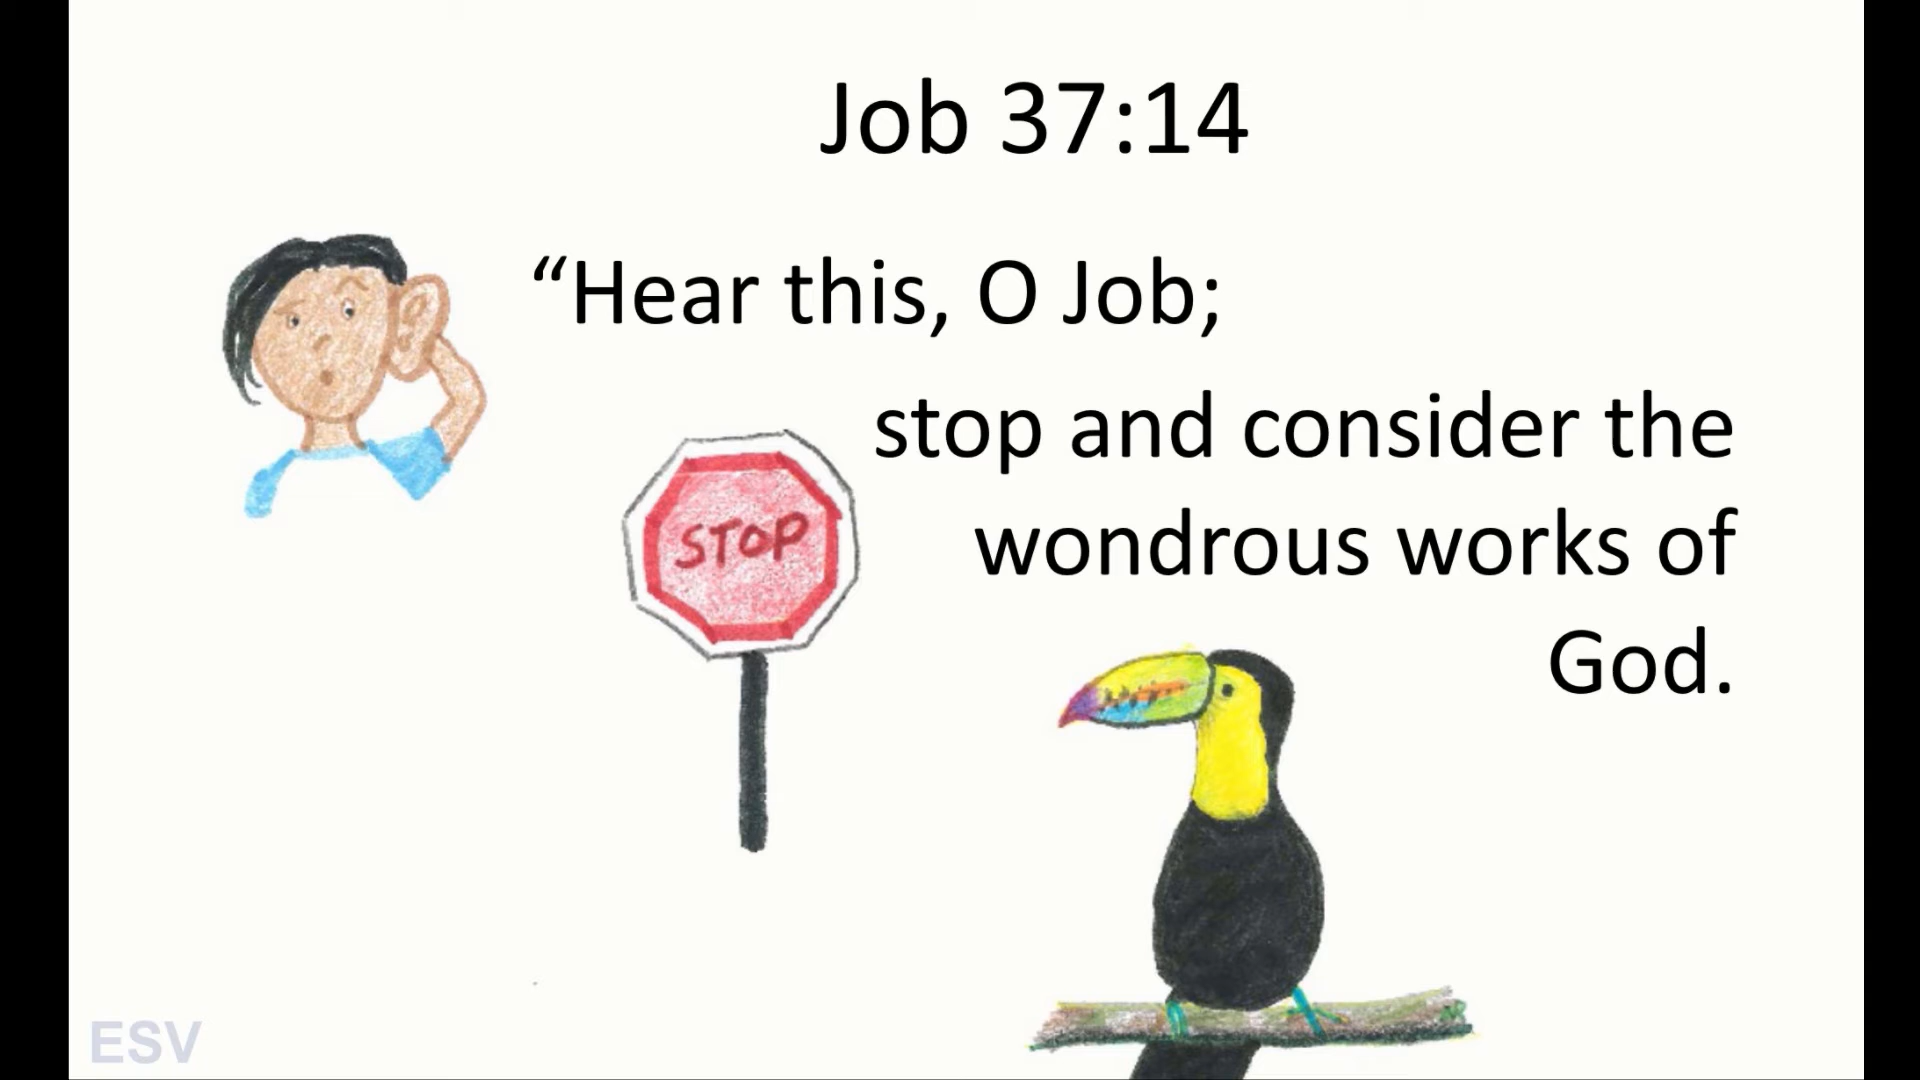 Job 37:14
“Hear this, O Job;
stop and consider the
wondrous works of
God.
STOP
ESV